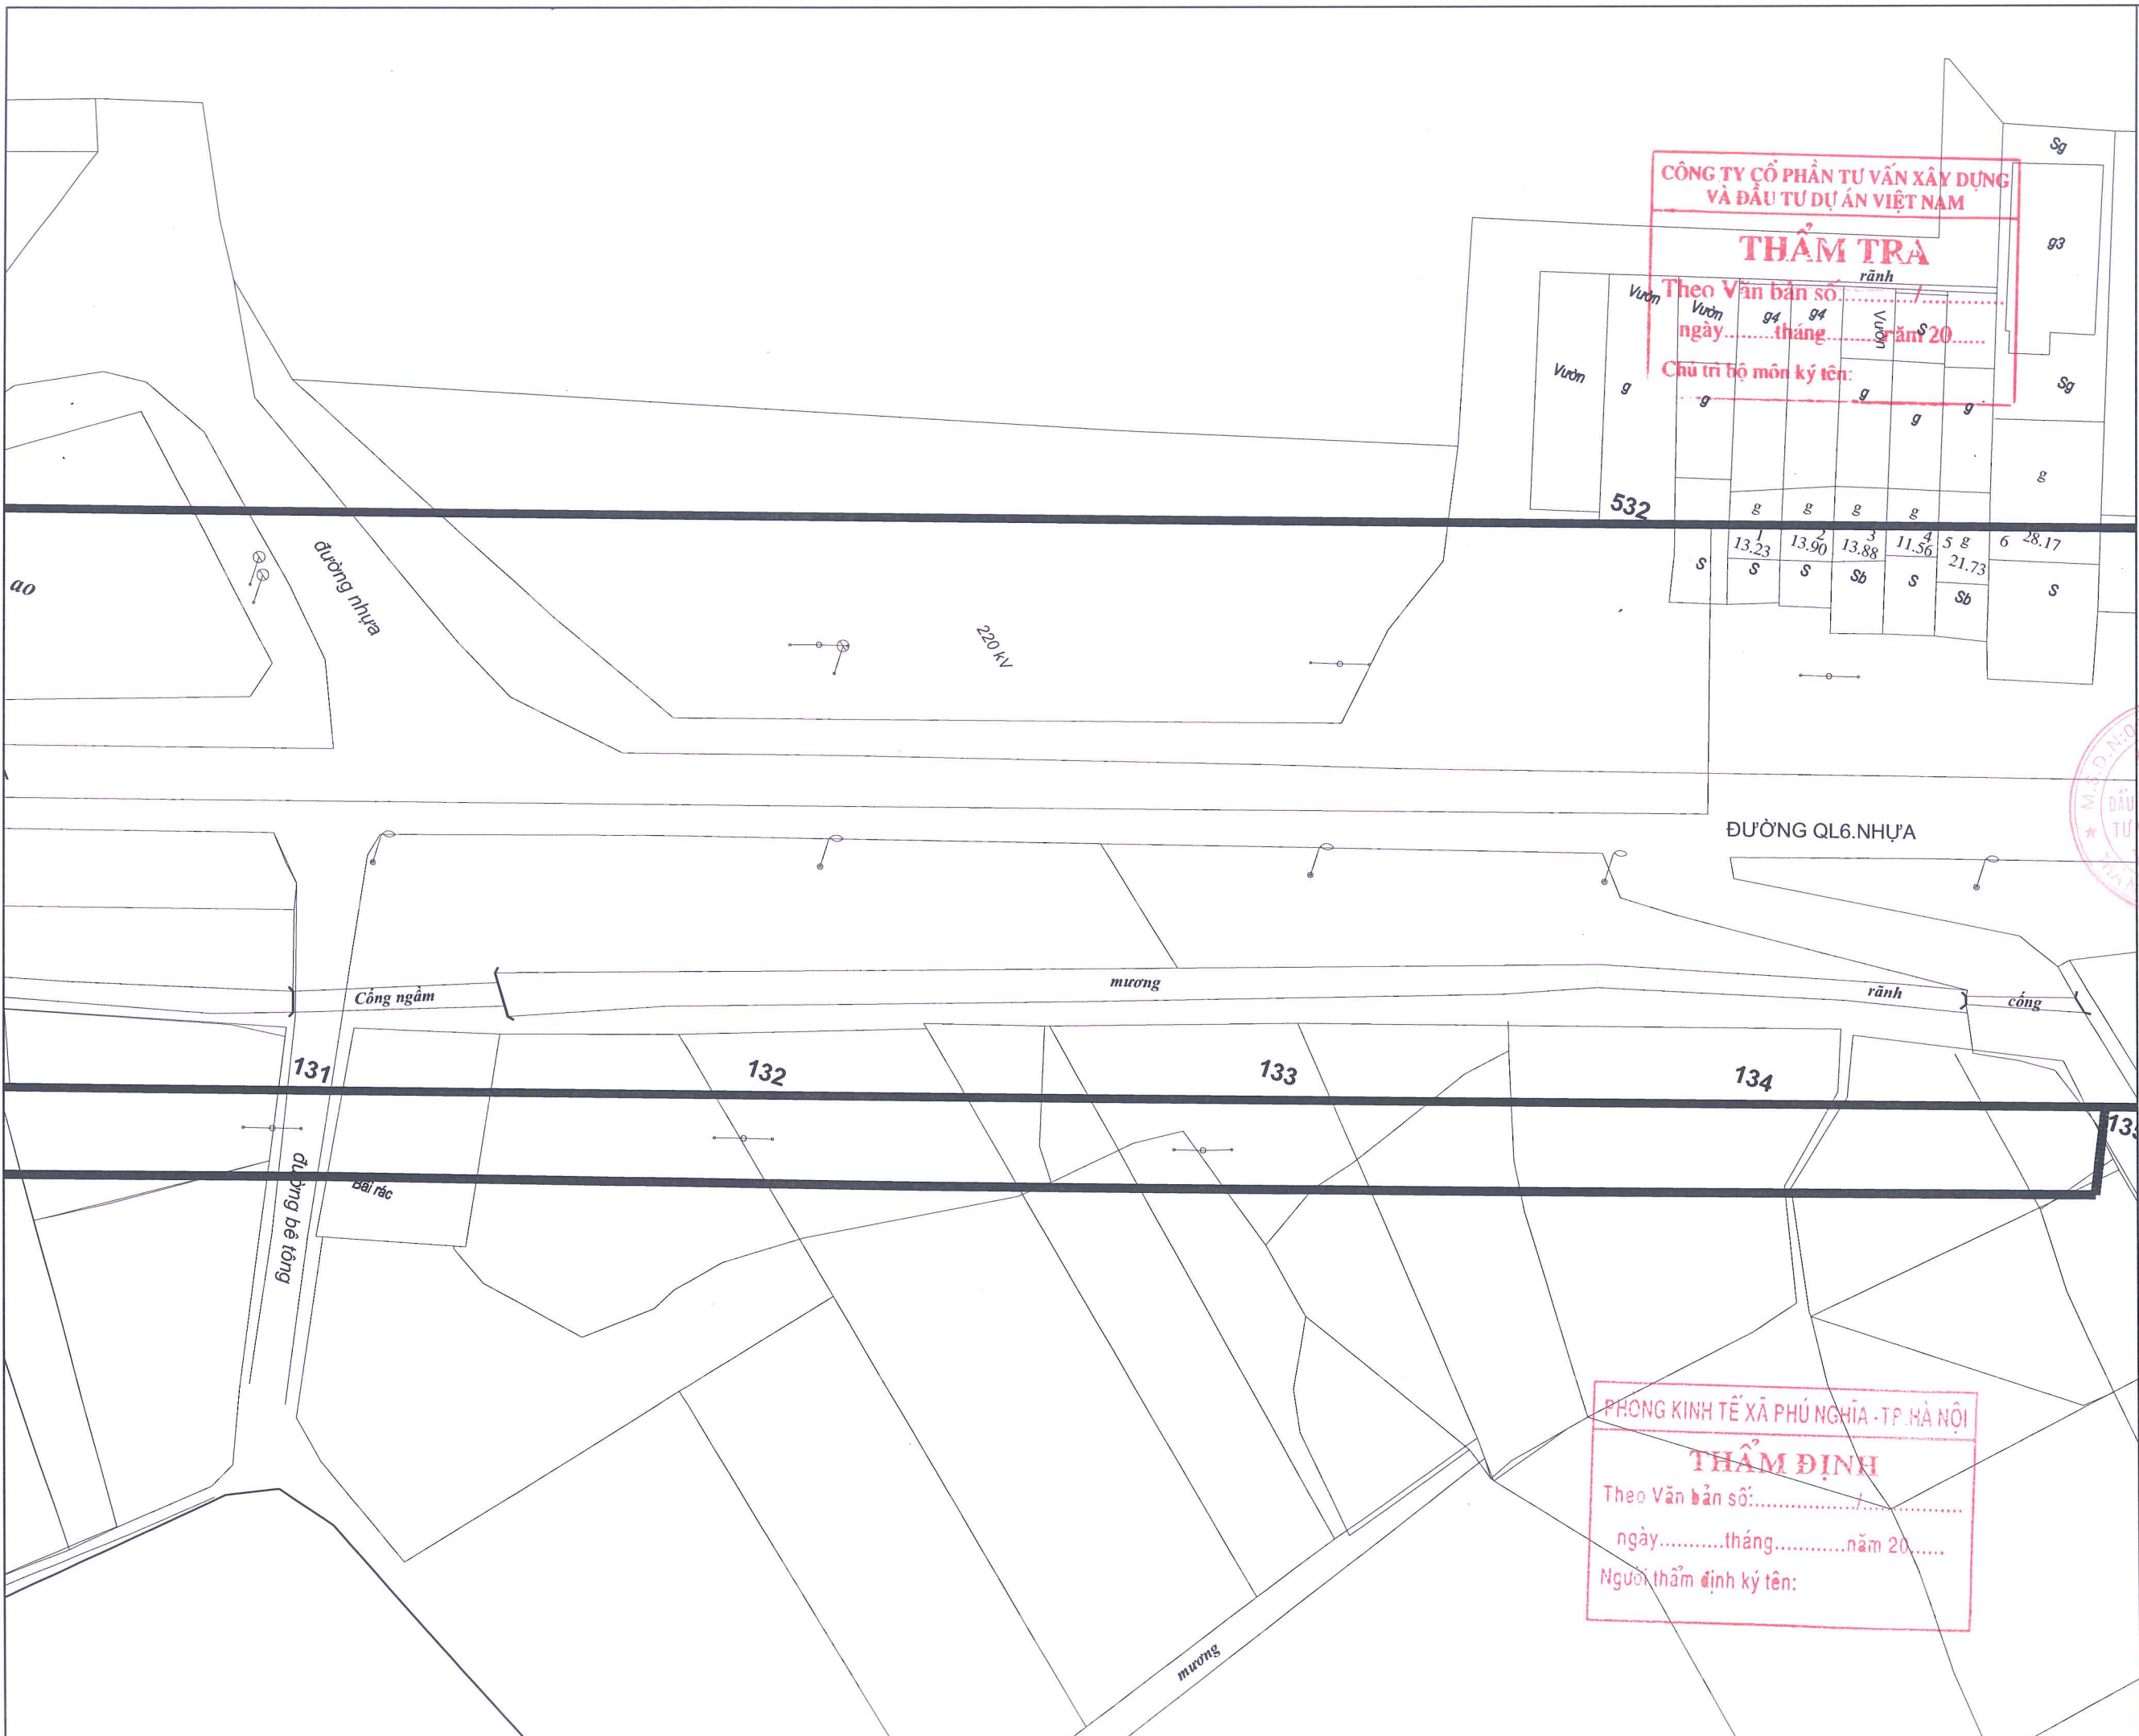 Sg
CÔNG TY CỔ PHẦN TƯ VẤN XÂY DỰNG
VÀ ĐẦU TƯ DỰ ÁN VIỆT NAM
THẨM TRA
g3
rãnh
Theo Văn bản số............/..............
Vườn
Vườn
g4
g4
Vườn
S
ngày.........tháng..........năm 20......
Chủ trì bộ môn ký tên:
Vườn
g
g
g
g
g
Sg
g
532
g
g
g
g
1
13.23
2
13.90
3
13.88
4
11.56
5 g
21.73
6 28.17
S
S
S
Sb
S
Sb
S
ao
đường nhựa
220 kV
M.S.D.N:0
ĐẦU
TƯ
ĐƯỜNG QL6.NHỰA
Cống ngầm
mương
rãnh
cống
131
132
133
134
135
đường bê tông
Bãi rác
PHÒNG KINH TẾ XÃ PHÚ NGHĨA - TP.HÀ NỘI
THẨM ĐỊNH
Theo Văn bản số:................../..................
ngày...........tháng............năm 20......
Người thẩm định ký tên:
mương